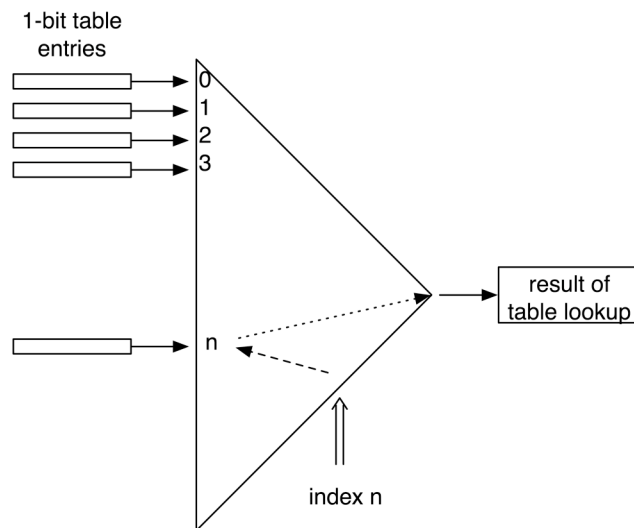 1-bit table
entries
0
1
2
3
n
result of
table lookup
index n